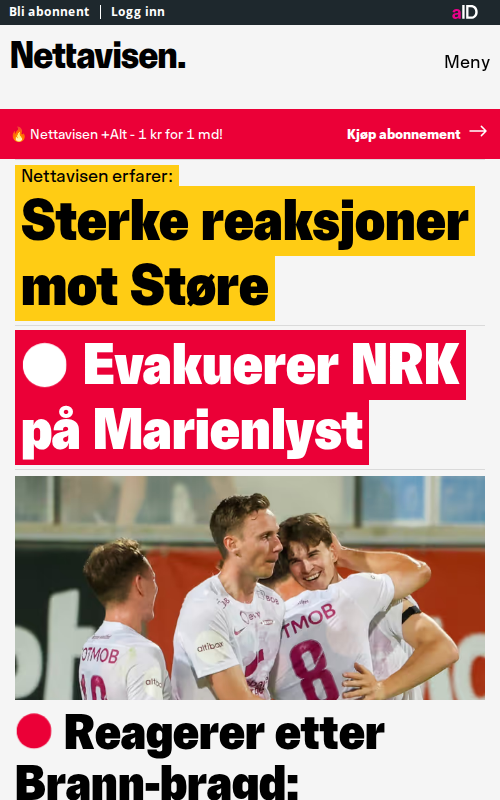 Bli abonnent | Logg inn
aID
Nettavisen.
Meny
🔥 Nettavisen +Alt - 1 kr for 1 md!
Kjøp abonnement →
Nettavisen erfarer:
Sterke reaksjoner
mot Støre
Evakuerer NRK
på Marienlyst
OTMOB
altibox
OTMOB
8
Reagerer etter
Brann-bragd: